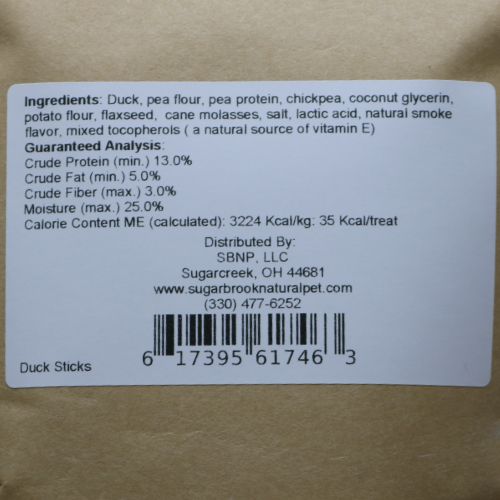 Ingredients: Duck, pea flour, pea protein, chickpea, coconut glycerin,
potato flour, flaxseed, cane molasses, salt, lactic acid, natural smoke
flavor, mixed tocopherols ( a natural source of vitamin E)
Guaranteed Analysis:
Crude Protein (min.) 13.0%
Crude Fat (min.) 5.0%
Crude Fiber (max.) 3.0%
Moisture (max.) 25.0%
Calorie Content ME (calculated): 3224 Kcal/kg: 35 Kcal/treat
Distributed By:
SBNP, LLC
Sugarcreek, OH 44681
www.sugarbrooknaturalpet.com
(330) 477-6252
6 17395 61746 3
Duck Sticks